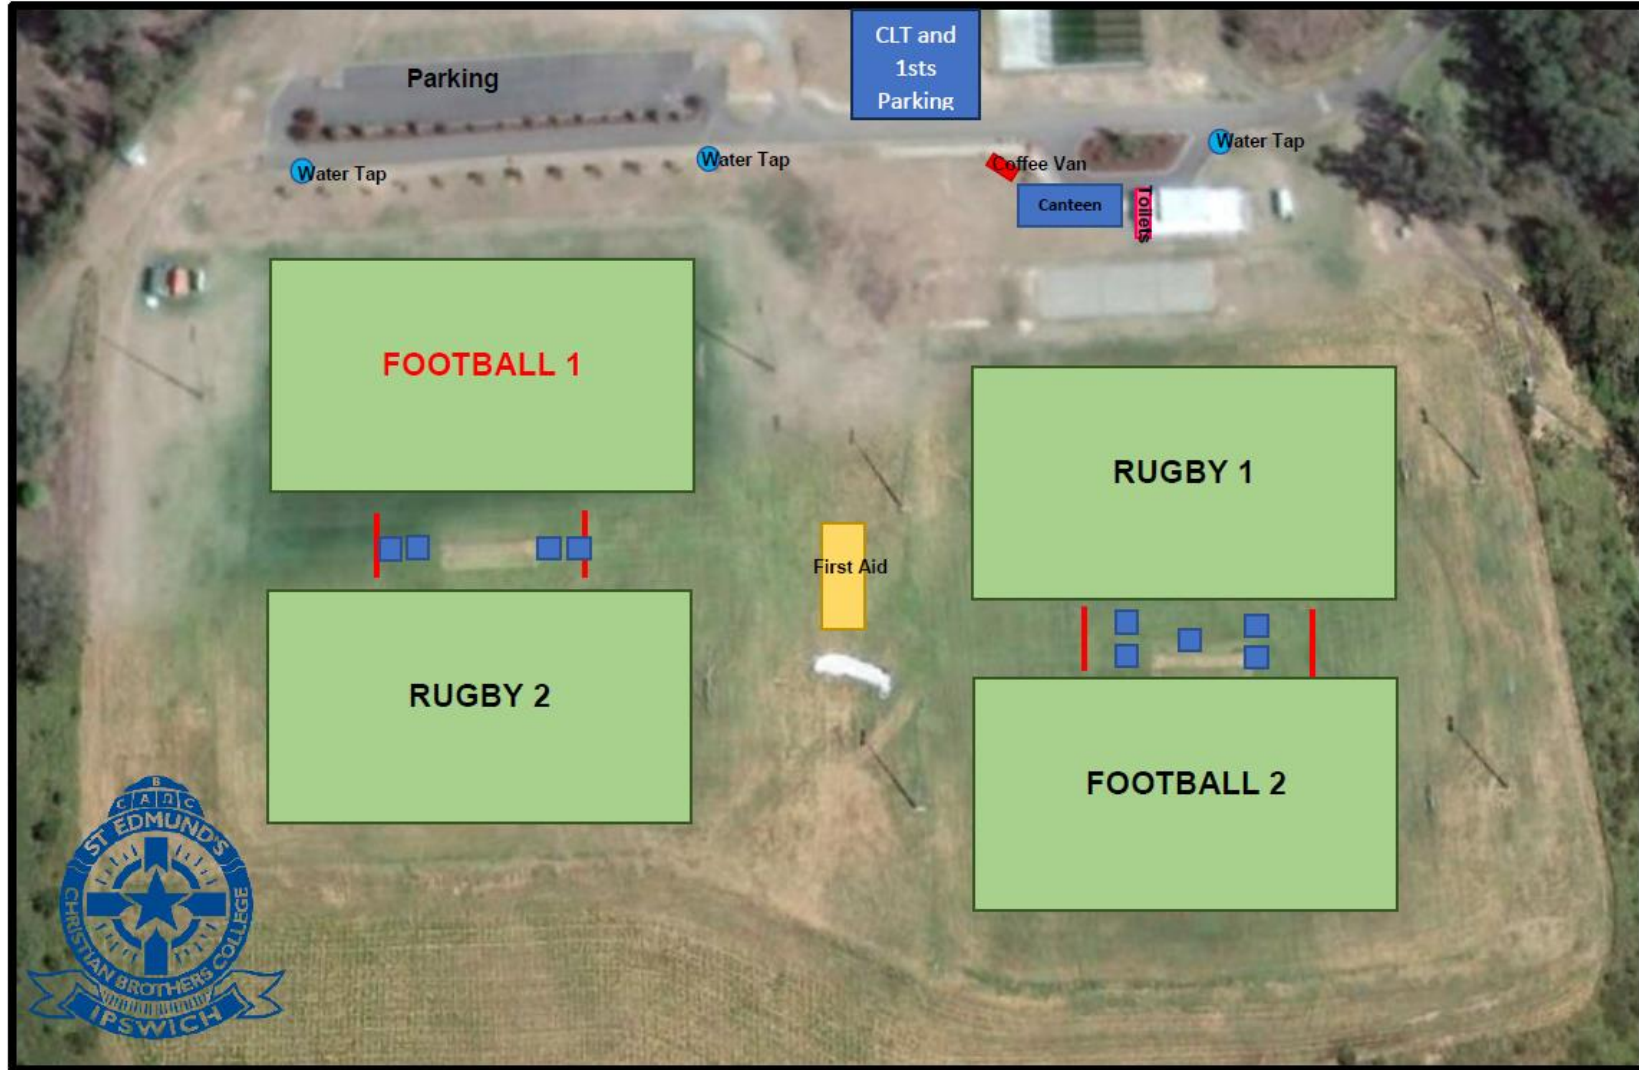 CLT and
1sts
Parking
Parking
Water Tap
Water Tap
Water Tap
Coffee Van
Canteen
Toilets
FOOTBALL 1
RUGBY 1
First Aid
RUGBY 2
FOOTBALL 2
B
C A Ω C
ST EDMUND'S
CHRISTIAN BROTHERS COLLEGE
IPSWICH